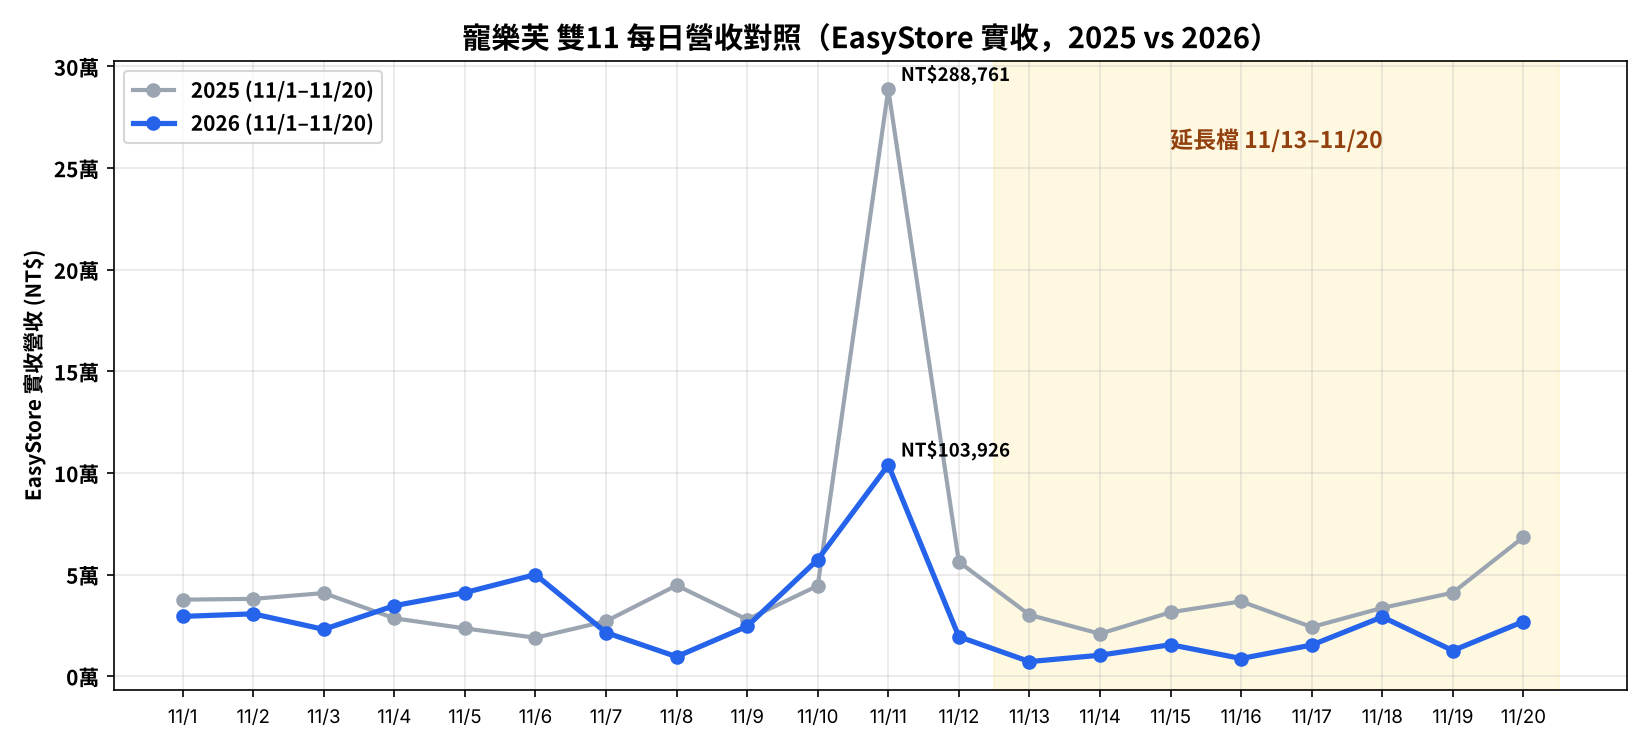 寵樂芙 雙11 每日營收對照（EasyStore 實收，2025 vs 2026）
2025 (11/1–11/20)
2026 (11/1–11/20)
NT$288,761
延長檔 11/13–11/20
NT$103,926
EasyStore 實收營收 (NT$)
30萬
25萬
20萬
15萬
10萬
5萬
0萬
11/1 11/2 11/3 11/4 11/5 11/6 11/7 11/8 11/9 11/10 11/11 11/12 11/13 11/14 11/15 11/16 11/17 11/18 11/19 11/20